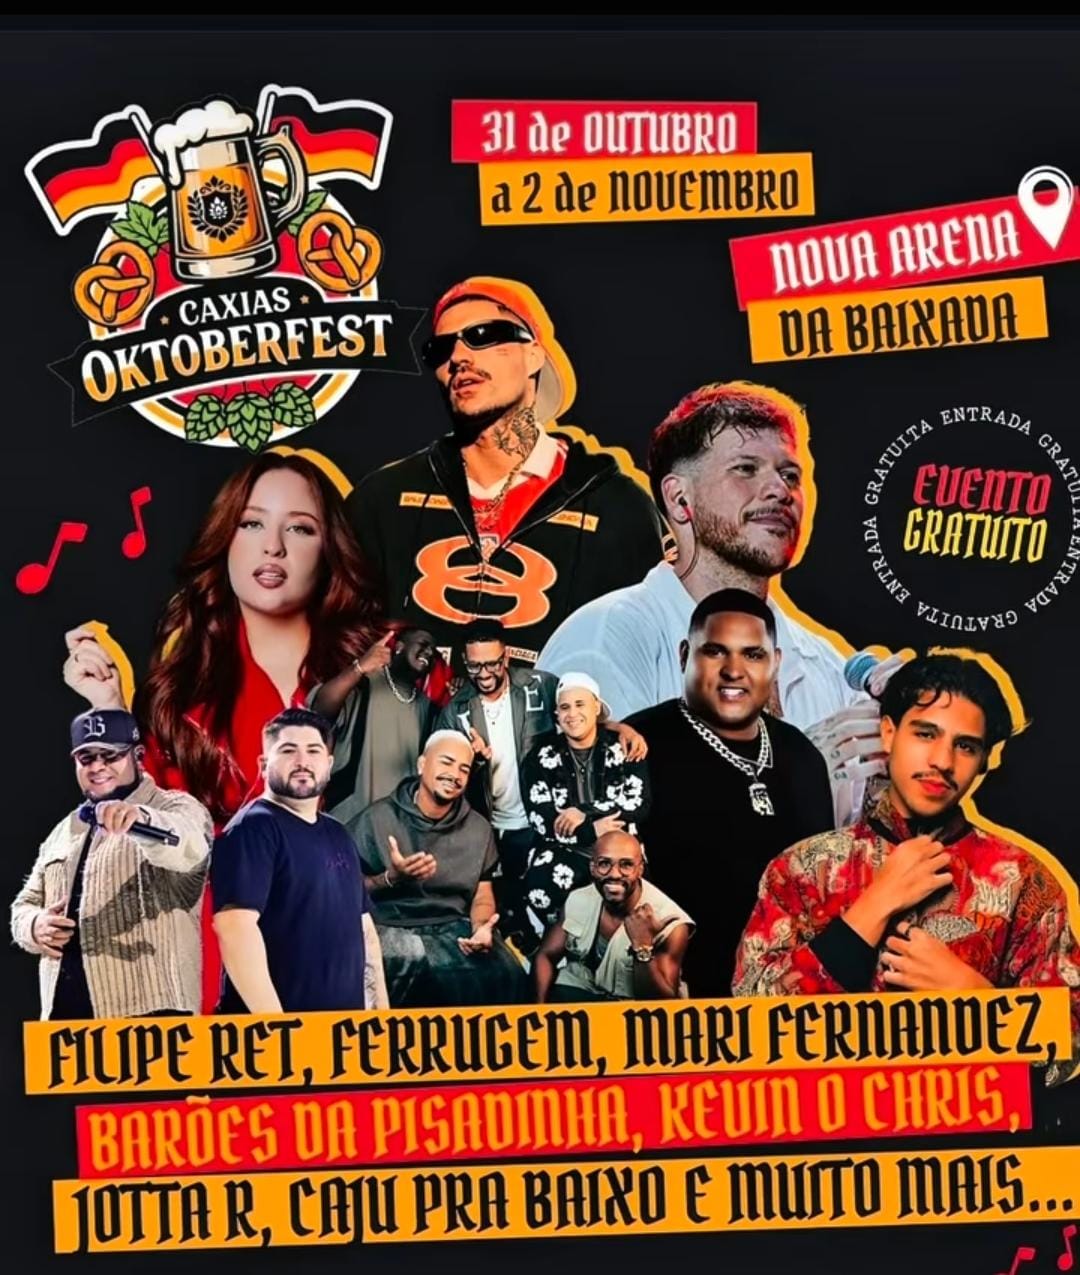 31 de OUTUBRO
a 2 de NOVEMBRO
NOVA ARENA
DA BAIXADA
CAXIAS
OKTOBERFEST
ENTRADA GRATUITA ENTRADA GRATUITA ENTRADA GRATUITA
EVENTO
GRATUITO
B
FILIPE RET, FERRUGEM, MARI FERNANDEZ,
BARÕES DA PISADINHA, KEVIN O CHRIS,
JOTTA R, CAJU PRA BAIXO E MUITO MAIS...